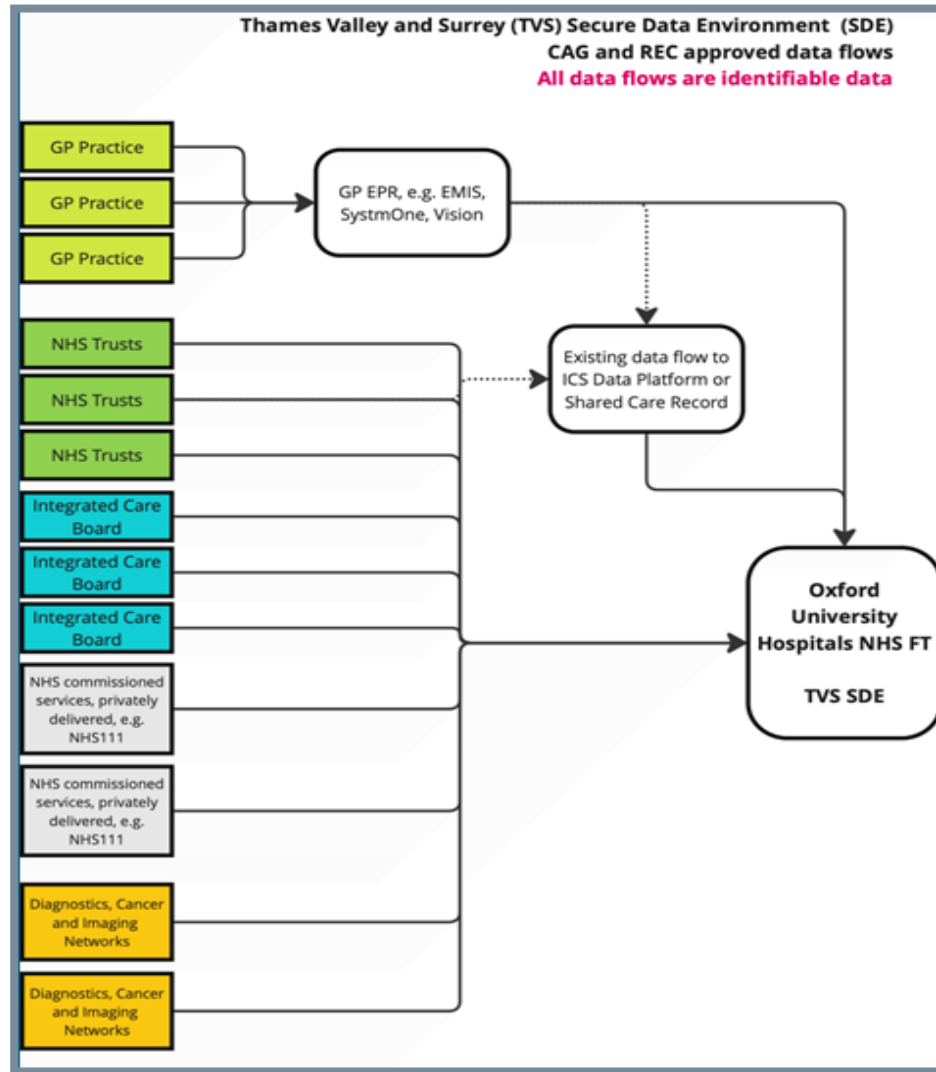 Thames Valley and Surrey (TVS) Secure Data Environment (SDE)
CAG and REC approved data flows
All data flows are identifiable data
GP Practice
GP Practice
GP Practice
GP EPR, e.g. EMIS,
SystmOne, Vision
NHS Trusts
NHS Trusts
NHS Trusts
Existing data flow to
ICS Data Platform or
Shared Care Record
Integrated Care
Board
Integrated Care
Board
Integrated Care
Board
Oxford
University
Hospitals NHS FT
TVS SDE
NHS commissioned
services, privately
delivered, e.g.
NHS111
NHS commissioned
services, privately
delivered, e.g.
NHS111
Diagnostics, Cancer
and Imaging
Networks
Diagnostics, Cancer
and Imaging
Networks